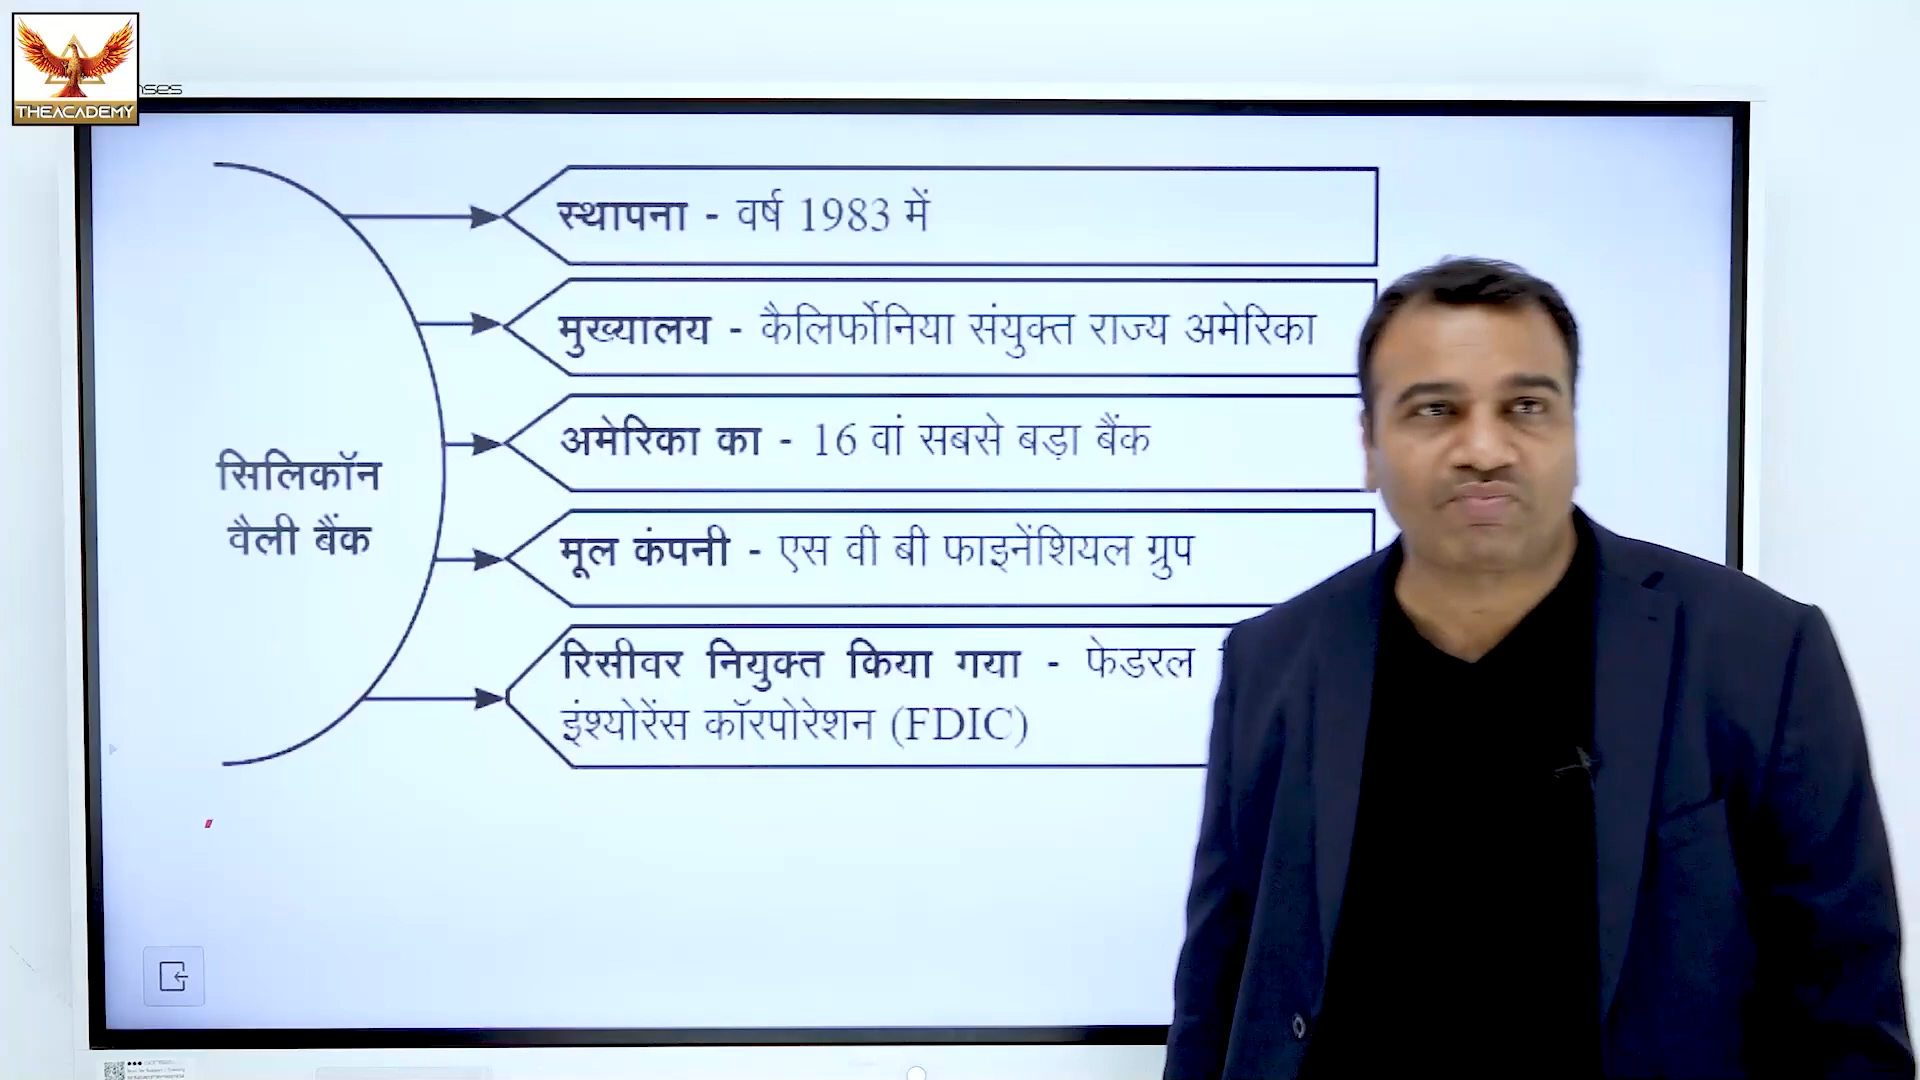 THEACADEMY
स्थापना - वर्ष 1983 में
मुख्यालय - कैलिर्फोनिया संयुक्त राज्य अमेरिका
अमेरिका का - 16 वां सबसे बड़ा बैंक
सिलिकॉन
वैली बैंक
मूल कंपनी - एस वी बी फाइनेंशियल ग्रुप
रिसीवर नियुक्त किया गया - फेडरल
इंश्योरेंस कॉरपोरेशन (FDIC)